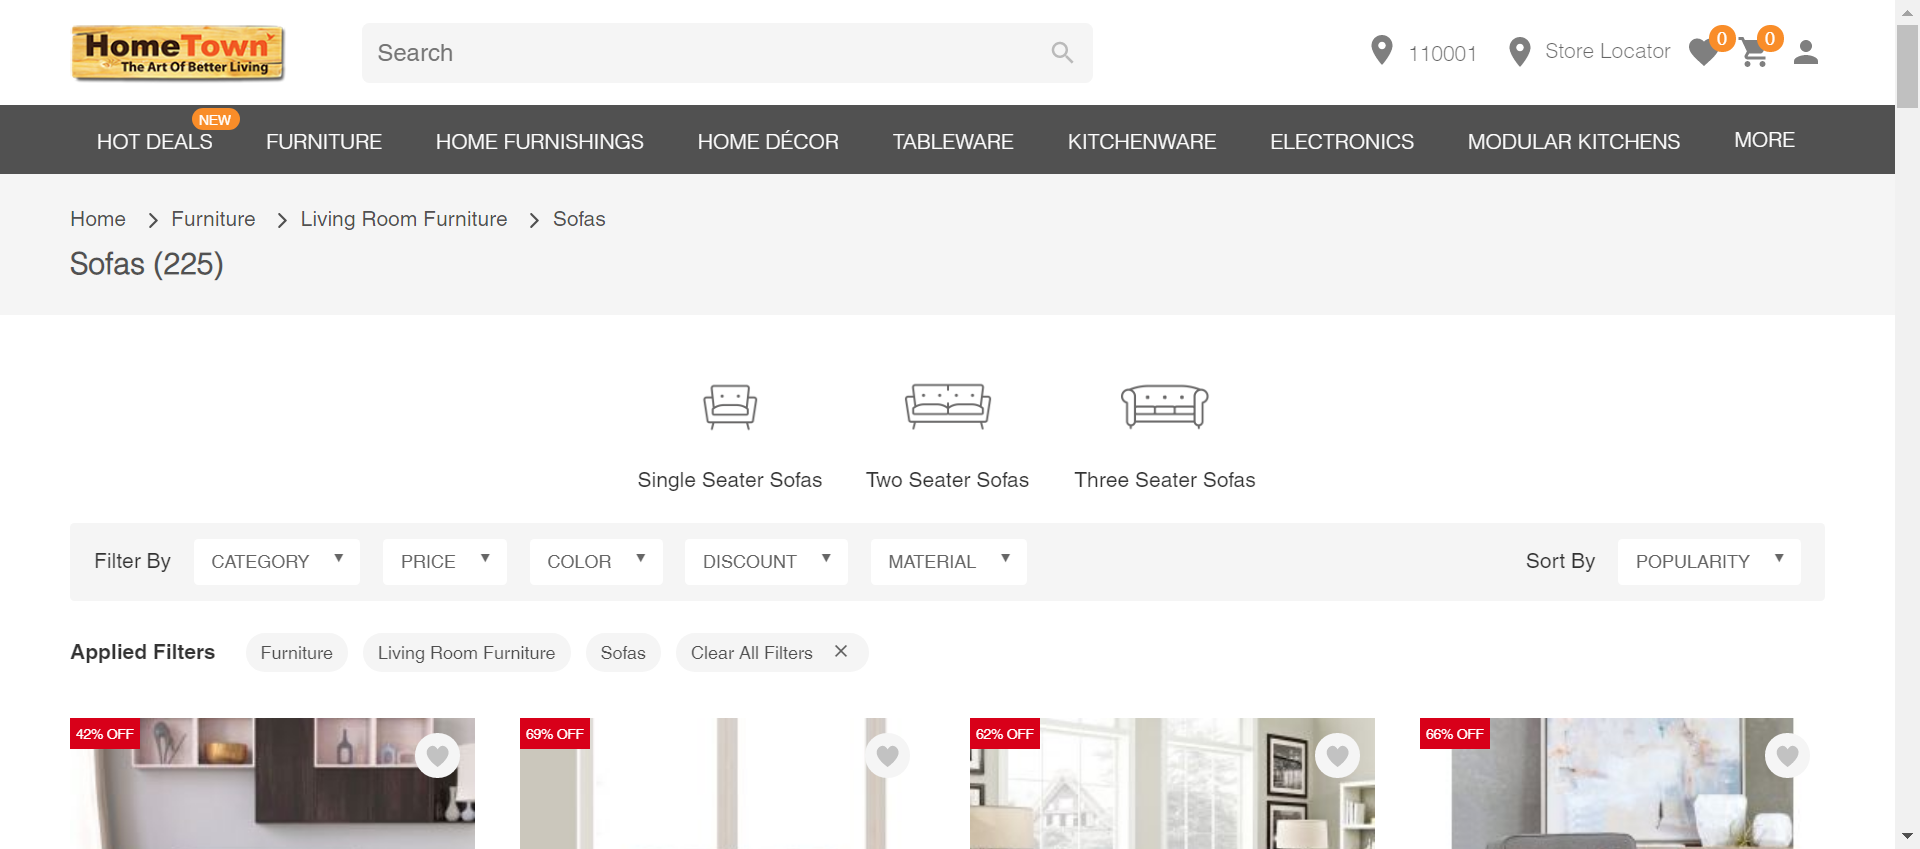 HomeTown
The Art Of Better Living
Search
110001
Store Locator
0
0
NEW
HOT DEALS
FURNITURE
HOME FURNISHINGS
HOME DÉCOR
TABLEWARE
KITCHENWARE
ELECTRONICS
MODULAR KITCHENS
MORE
Home
Furniture
Living Room Furniture
Sofas
Sofas (225)
Single Seater Sofas
Two Seater Sofas
Three Seater Sofas
Filter By
CATEGORY
PRICE
COLOR
DISCOUNT
MATERIAL
Sort By
POPULARITY
Applied Filters
Furniture
Living Room Furniture
Sofas
Clear All Filters
42% OFF
69% OFF
62% OFF
66% OFF